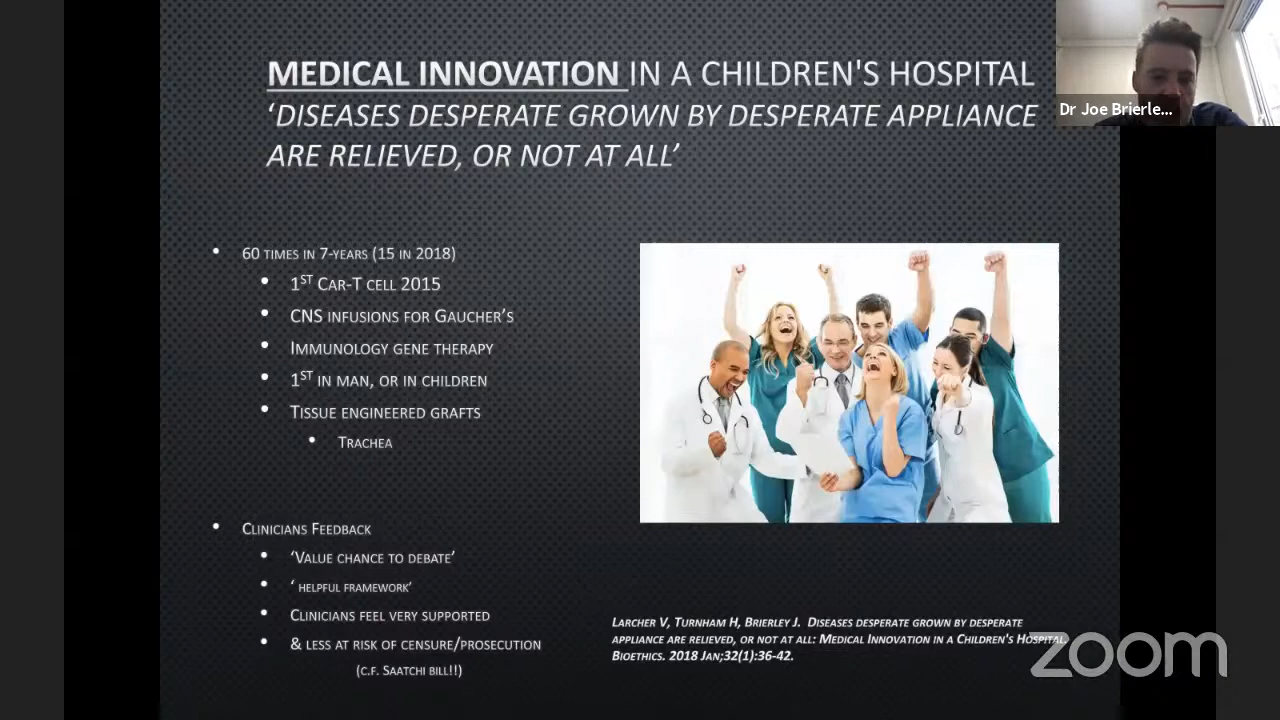 MEDICAL INNOVATION IN A CHILDREN'S HOSPITAL
‘DISEASES DESPERATE GROWN BY DESPERATE APPLIANCE
ARE RELIEVED, OR NOT AT ALL’
Dr Joe Brierle...
• 60 TIMES IN 7-YEARS (15 IN 2018)
• 1ST CAR-T CELL 2015
• CNS INFUSIONS FOR GAUCHER’S
• IMMUNOLOGY GENE THERAPY
• 1ST IN MAN, OR IN CHILDREN
• TISSUE ENGINEERED GRAFTS
• TRACHEA
• CLINICIANS FEEDBACK
• ‘VALUE CHANCE TO DEBATE’
• ‘ HELPFUL FRAMEWORK’
• CLINICIANS FEEL VERY SUPPORTED
• & LESS AT RISK OF CENSURE/PROSECUTION
(C.F. SAATCHI BILL!!)
LARCHER V, TURNHAM H, BRIERLEY J. DISEASES DESPERATE GROWN BY DESPERATE
APPLIANCE ARE RELIEVED, OR NOT AT ALL: MEDICAL INNOVATION IN A CHILDREN'S HOSPITAL.
BIOETHICS. 2018 JAN;32(1):36-42.
zoom